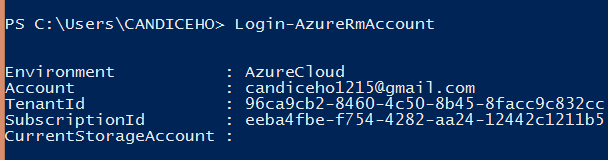 PS C:\Users\CANDICEHO> Login-AzureRmAccount
Environment : AzureCloud
Account : candiceho1215@gmail.com
TenantId : 96ca9cb2-8460-4c50-8b45-8facc9c832cc
SubscriptionId : eeba4fbe-f754-4282-aa24-12442c1211b5
CurrentStorageAccount :